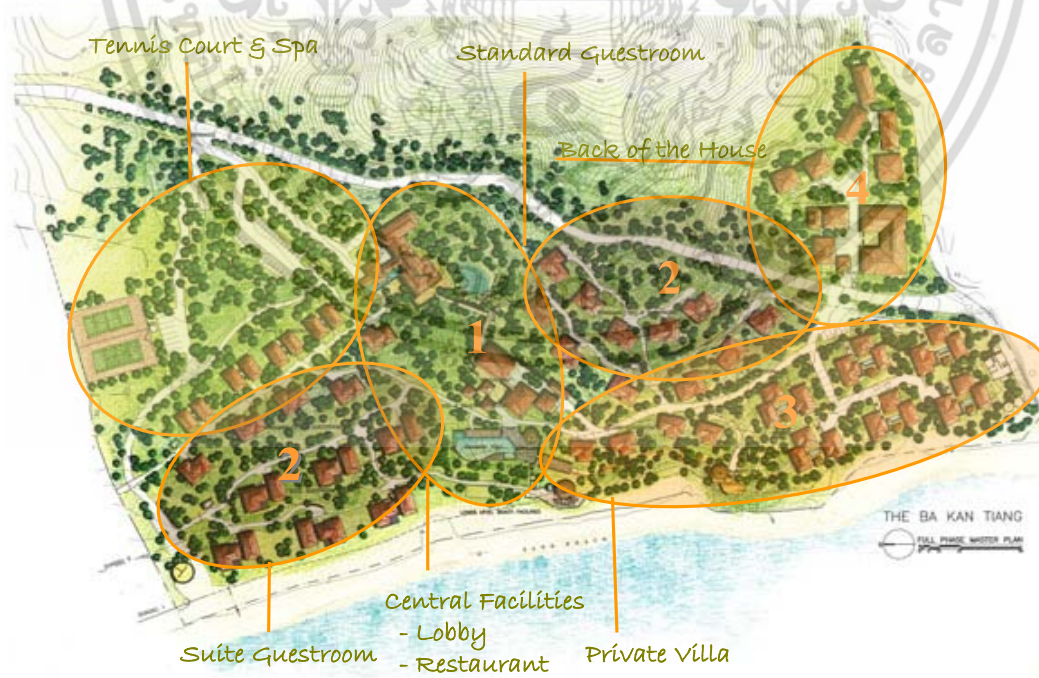 Tennis Court & Spa
Standard Guestroom
Back of the House
4
2
1
3
2
THE BA KAN TIANG
FULL PHASE MASTER PLAN
Central Facilities
- Lobby
- Restaurant
Suite Guestroom
Private Villa